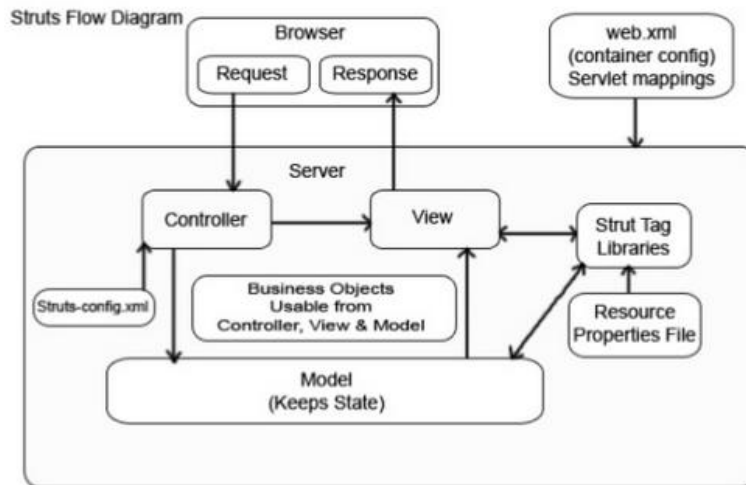 Struts Flow Diagram
Browser
Request
Response
web.xml
(container config)
Servlet mappings
Server
Controller
View
Strut Tag
Libraries
Struts-config.xml
Business Objects
Usable from
Controller, View & Model
Resource
Properties File
Model
(Keeps State)